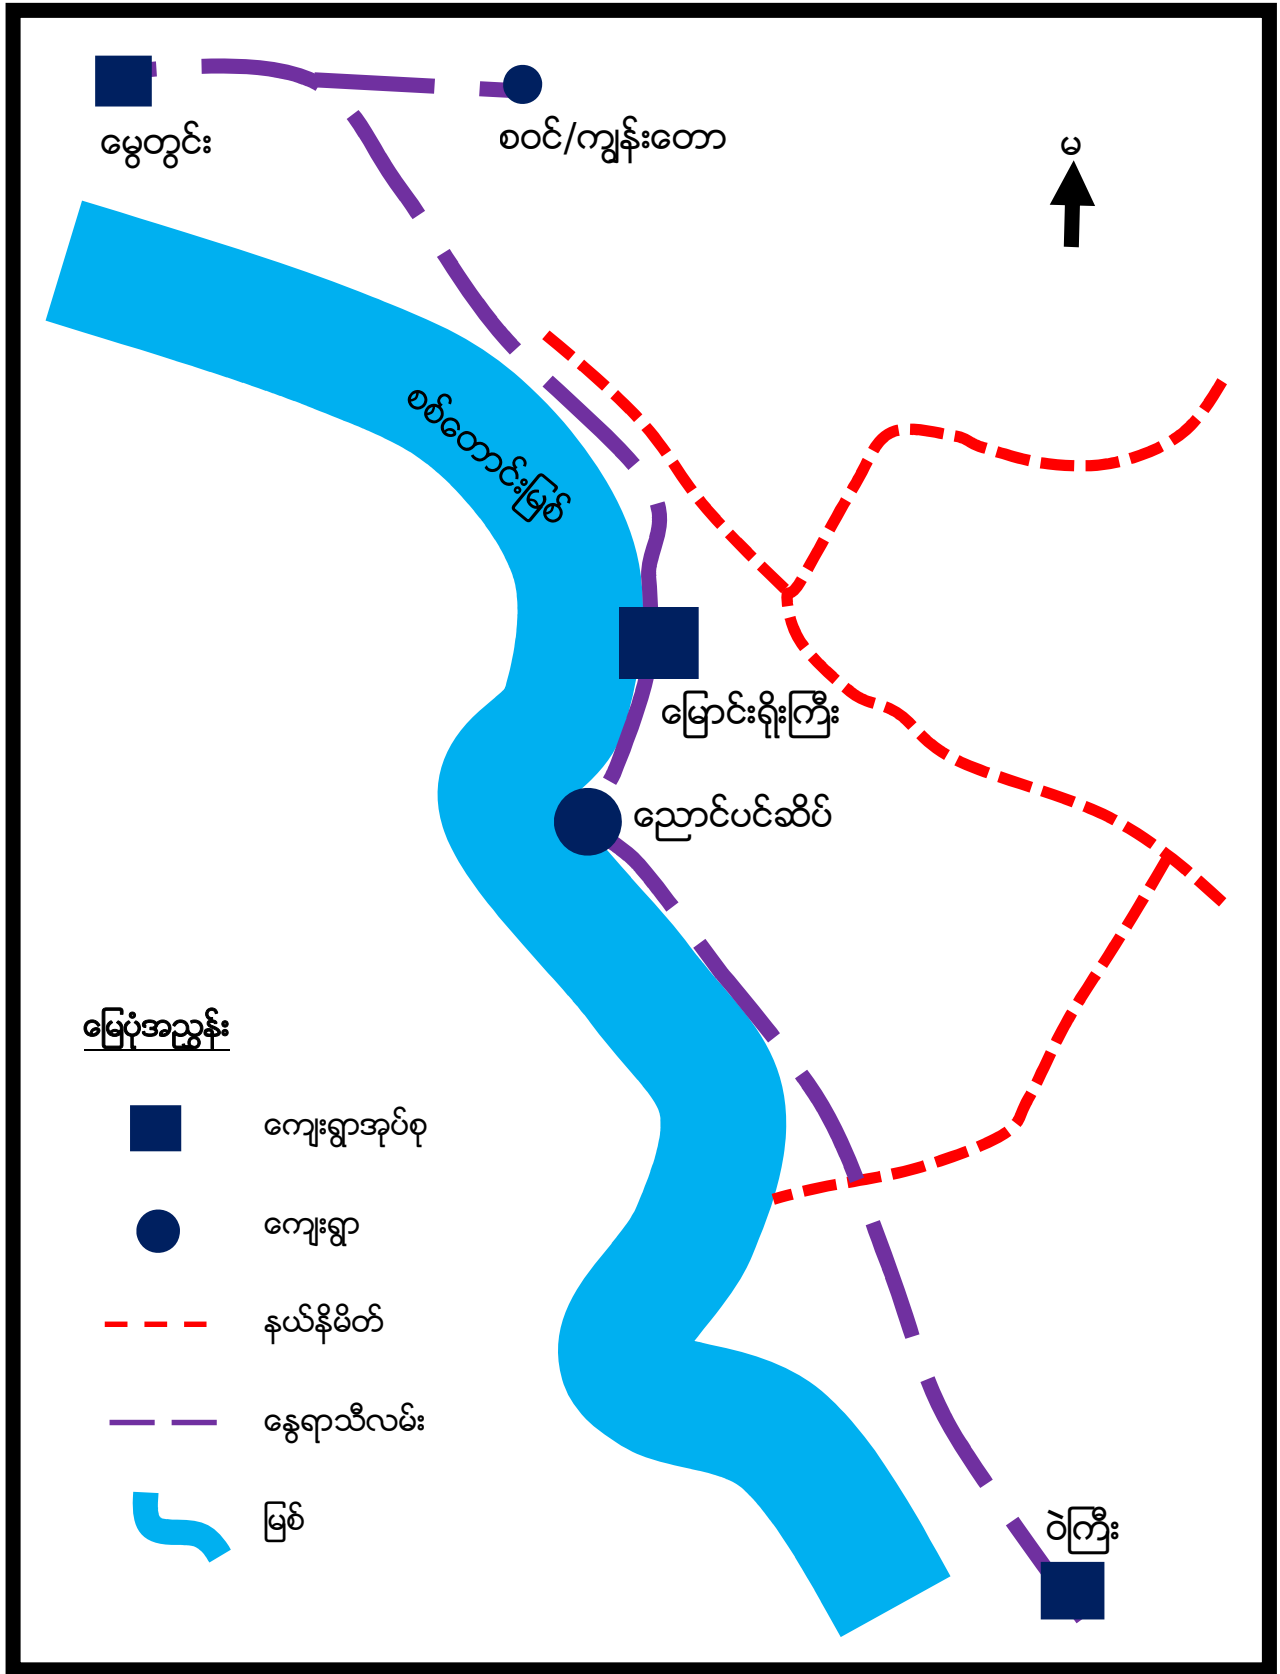 မွေတွင်း
စဝင်/ကျွန်းတော
မ
စစ်တောင်းမြစ်
မြောင်းရိုးကြီး
ညောင်ပင်ဆိပ်
မြေပုံအညွှန်း
ကျေးရွာအုပ်စု
ကျေးရွာ
နယ်နိမိတ်
နွေရာသီလမ်း
မြစ်
ဝဲကြီး